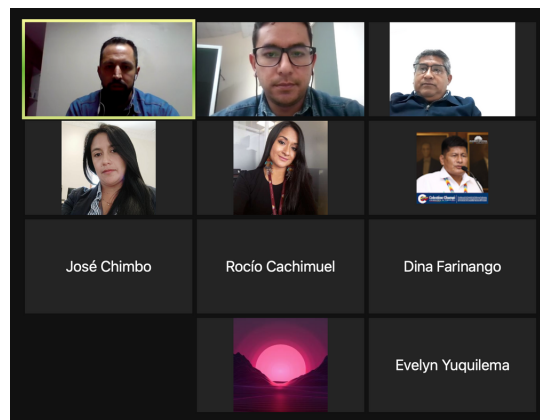 José Chimbo
Rocío Cachimuel
Dina Farinango
Evelyn Yuquilema